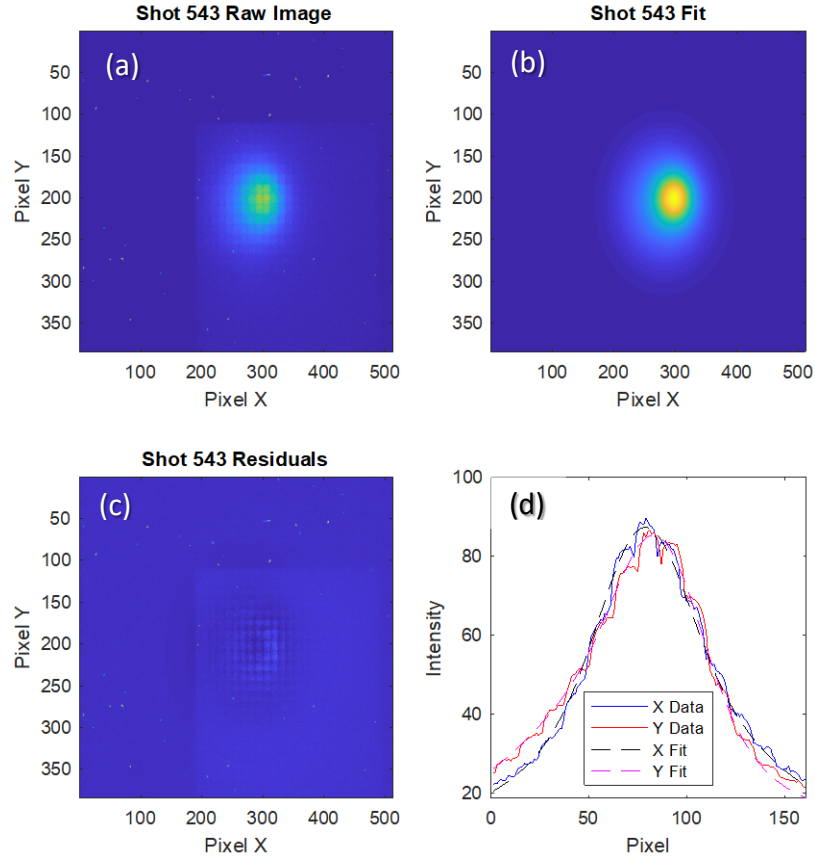 Shot 543 Raw Image
(a)
50
100
150
200
250
300
350
Pixel Y
100
200
300
400
500
Pixel X
Shot 543 Fit
(b)
50
100
150
200
250
300
350
Pixel Y
100
200
300
400
500
Pixel X
Shot 543 Residuals
(c)
50
100
150
200
250
300
350
Pixel Y
100
200
300
400
500
Pixel X
(d)
100
80
60
40
20
Intensity
X Data
Y Data
X Fit
Y Fit
0
50
100
150
Pixel